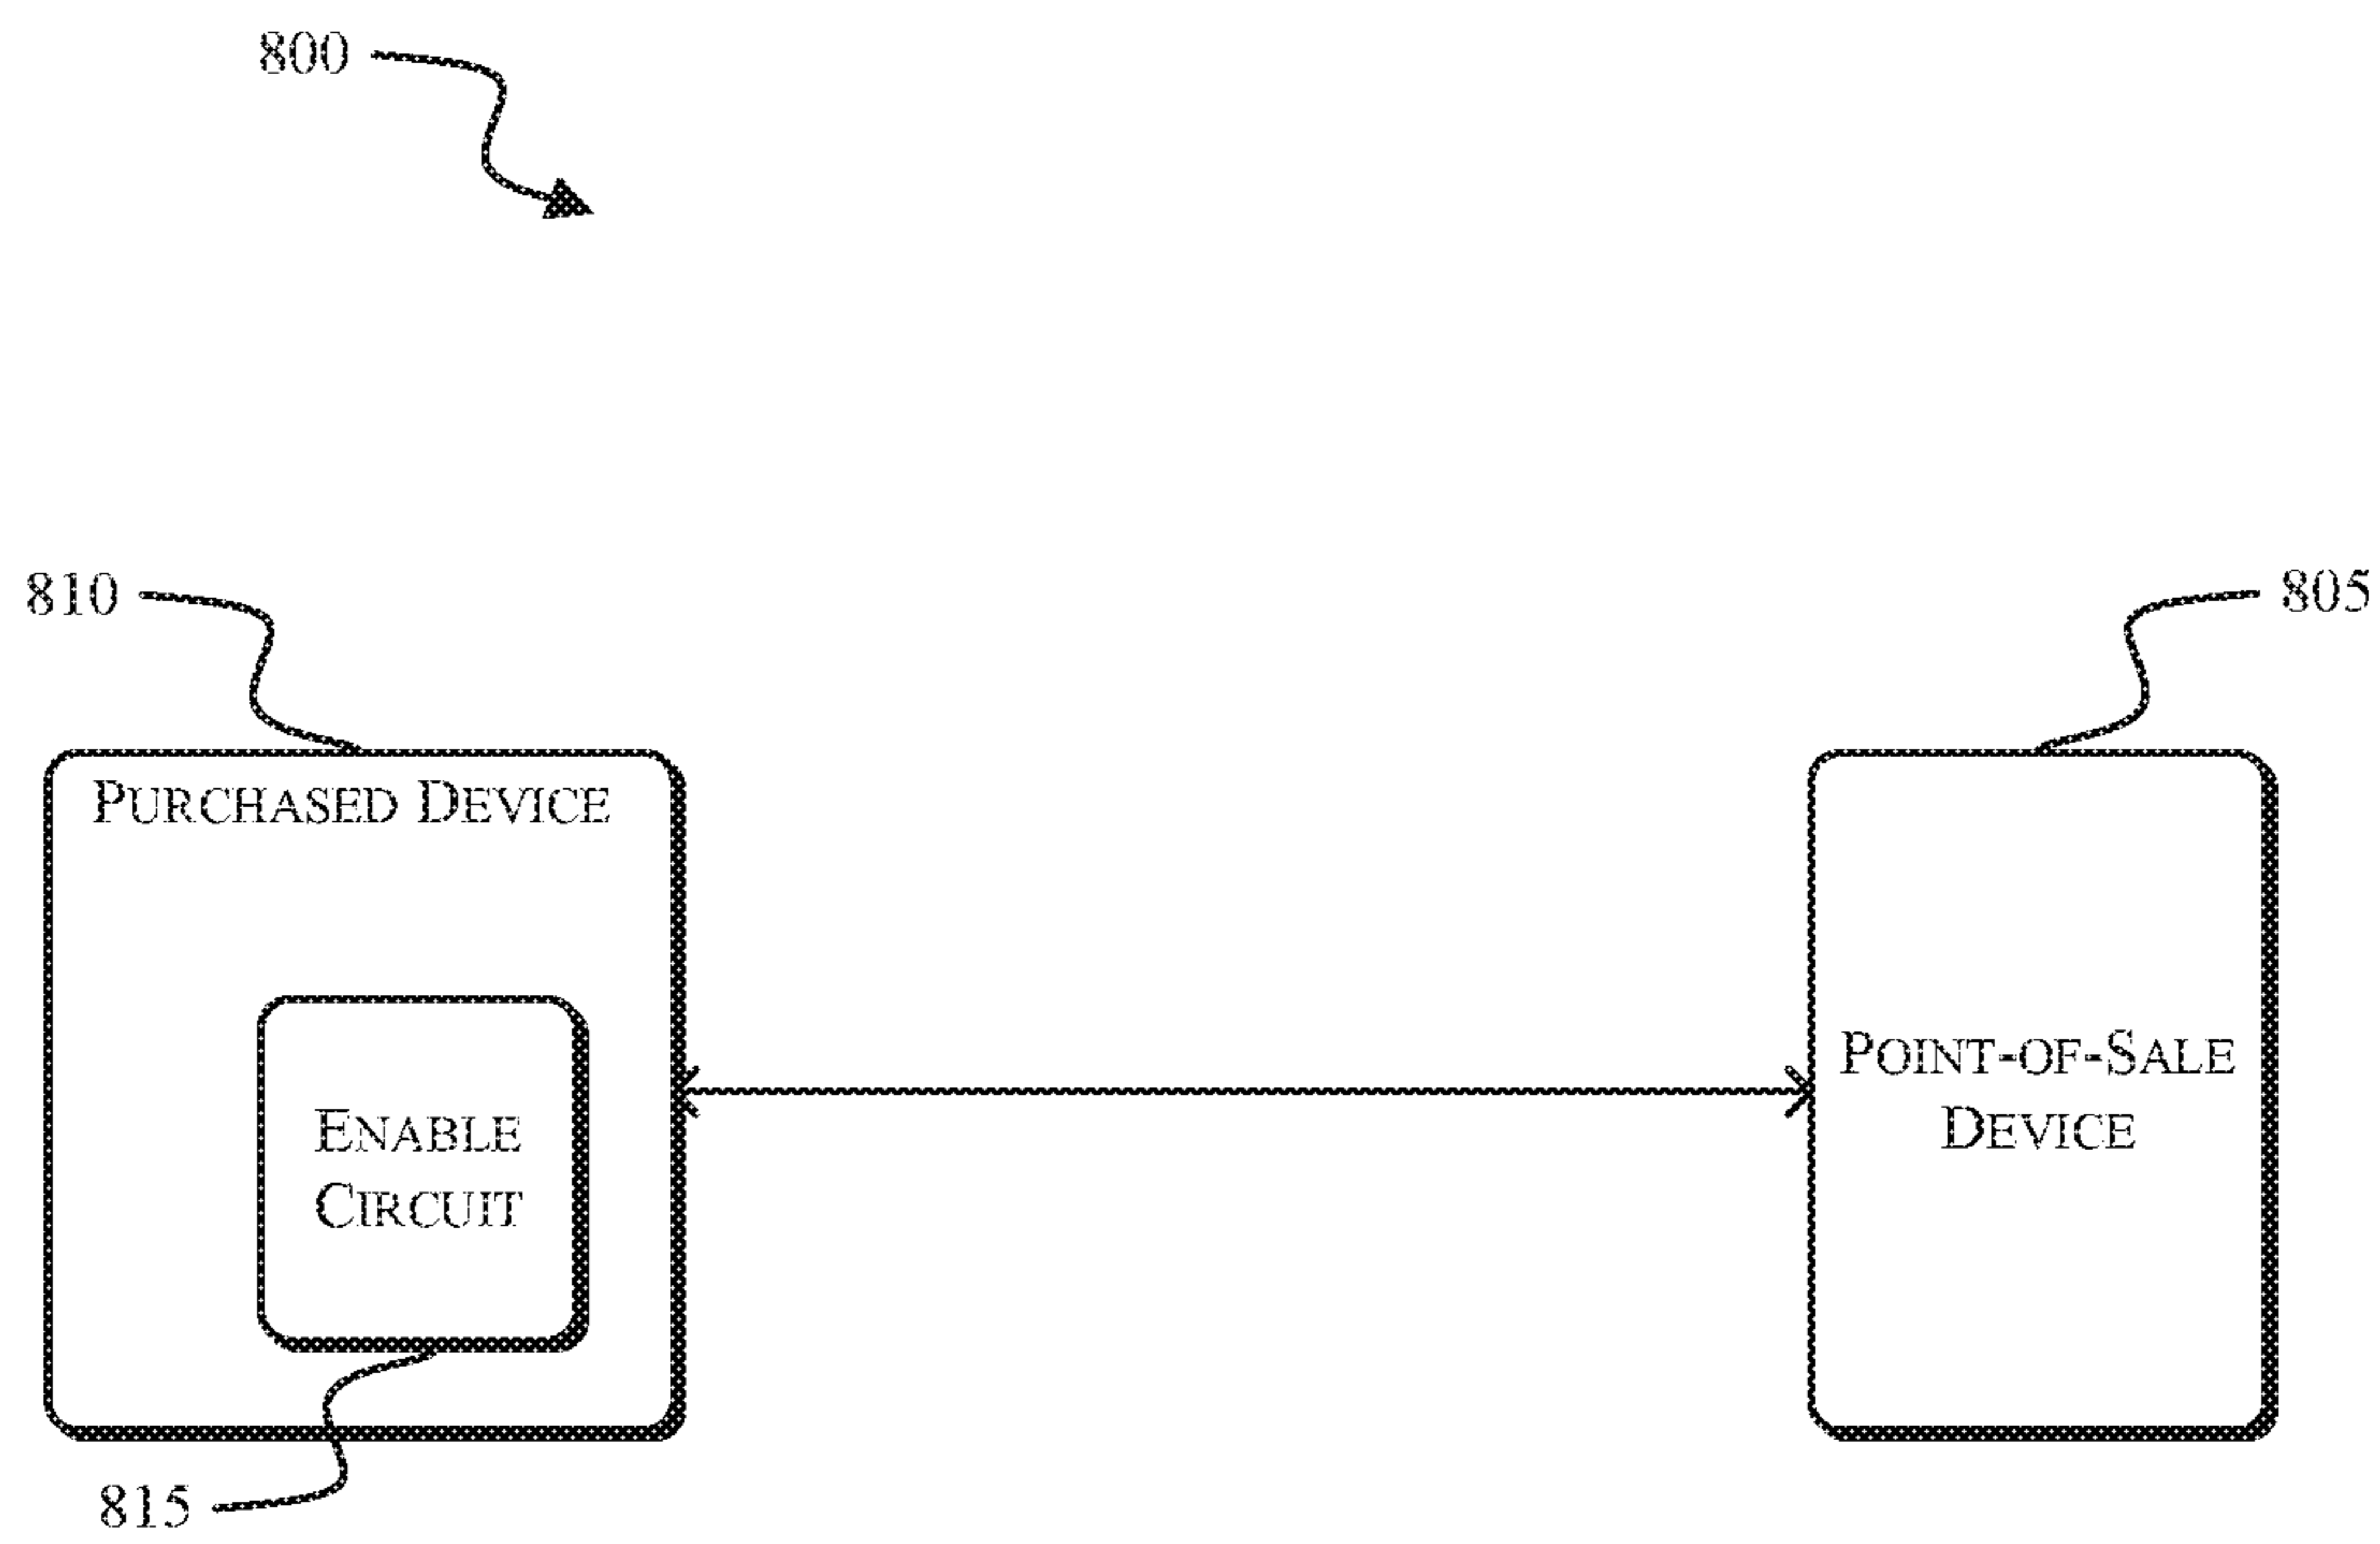 800
810
805
PURCHASED DEVICE
POINT-OF-SALE
DEVICE
ENABLE
CIRCUIT
815